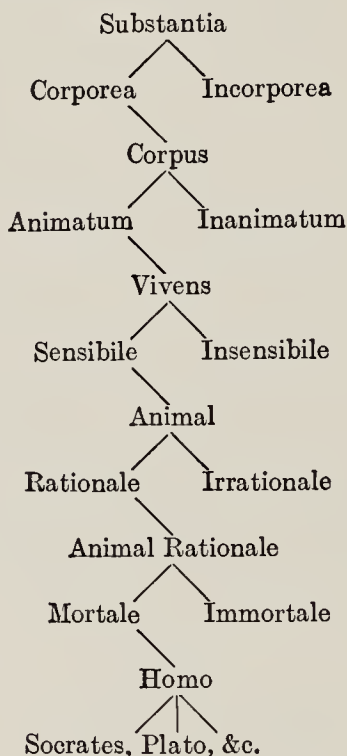 Substantia
Corporea Incorporea
Corpus
Animatum Inanimatum
Vivens
Sensibile Insensibile
Animal
Rationale Irrationale
Animal Rationale
Mortale Immortale
Homo
Socrates, Plato, &c.